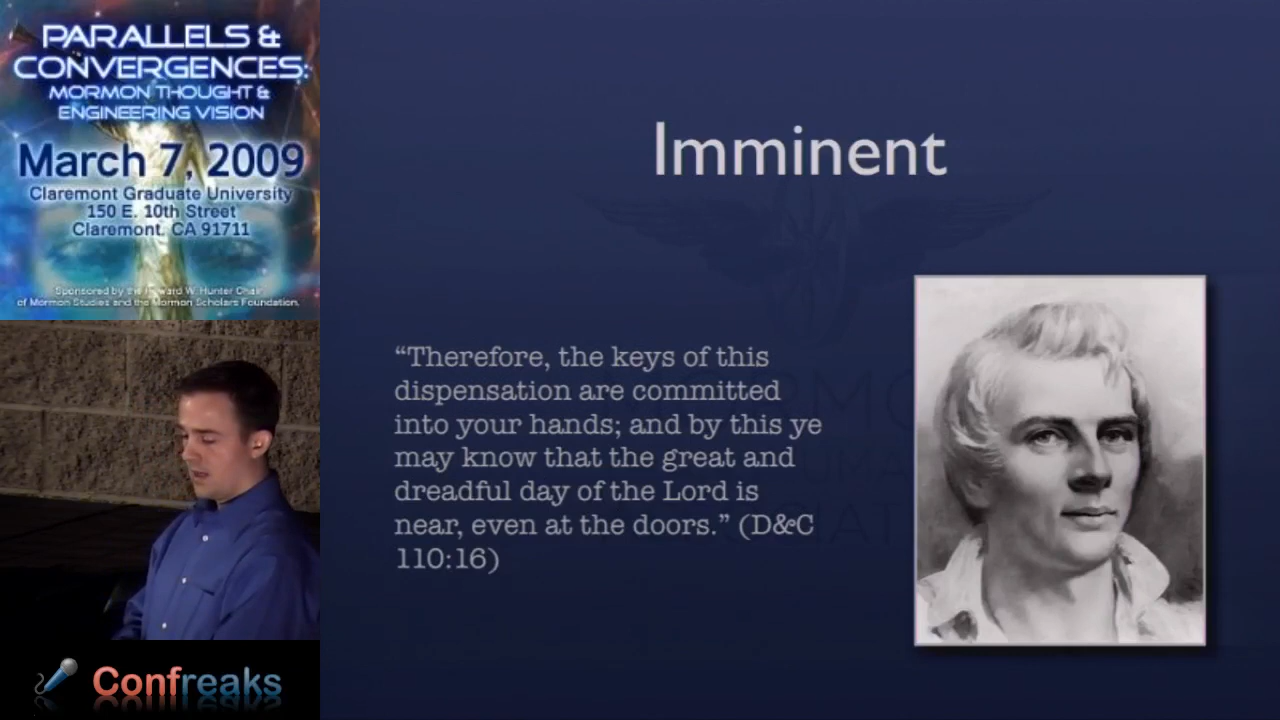 PARALLELS &
CONVERGENCES:
MORMON THOUGHT &
ENGINEERING VISION
March 7, 2009
Claremont Graduate University
150 E. 10th Street
Claremont, CA 91711
Sponsored by the Howard W. Hunter Chair
of Mormon Studies and the Mormon Scholars Foundation.
Confreaks
Imminent
“Therefore, the keys of this
dispensation are committed
into your hands; and by this ye
may know that the great and
dreadful day of the Lord is
near, even at the doors.” (D&C
110:16)